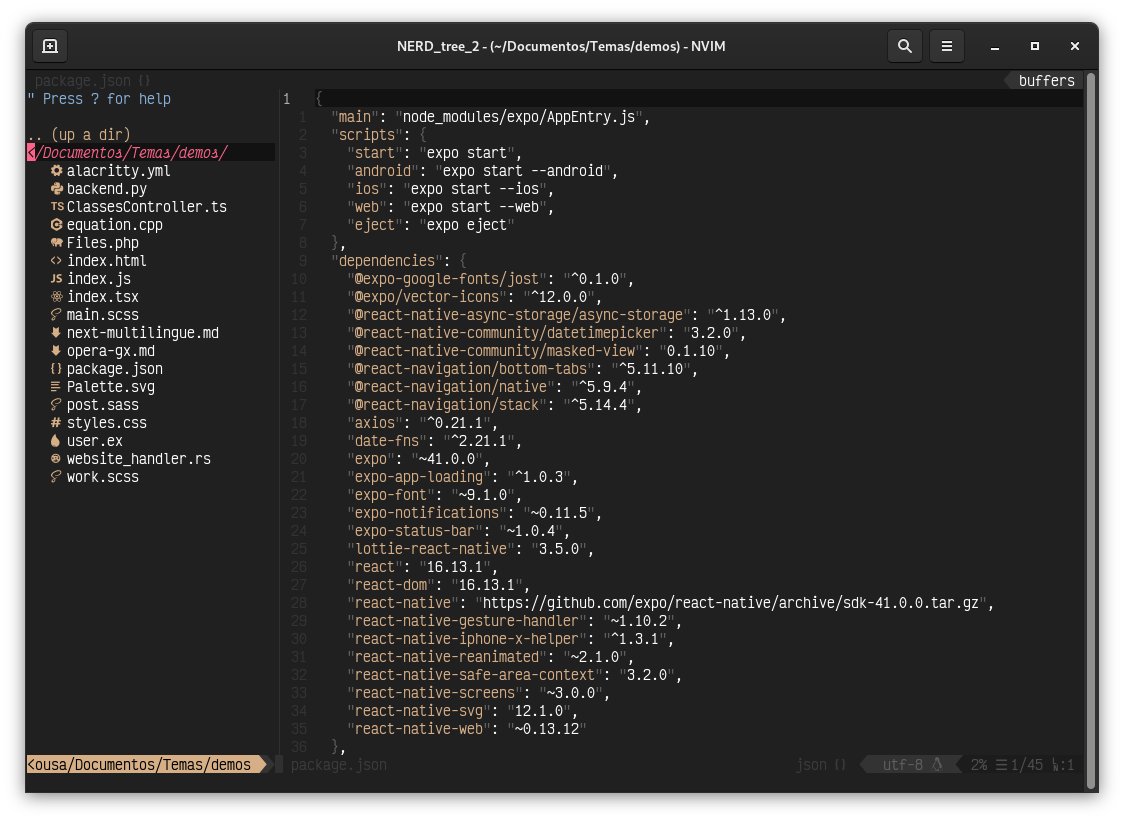 NERD_tree_2 - (~/Documentos/Temas/demos) - NVIM
package.json {} buffers
" Press ? for help
.. (up a dir)
</Documentos/Temas/demos/
alacritty.yml
backend.py
TS ClassesController.ts
equation.cpp
Files.php
<> index.html
JS index.js
index.tsx
main.scss
next-multilingue.md
opera-gx.md
{} package.json
Palette.svg
post.sass
# styles.css
user.ex
website_handler.rs
work.scss
<ousa/Documentos/Temas/demos
1 {
1 "main": "node_modules/expo/AppEntry.js",
2 "scripts": {
3 "start": "expo start",
4 "android": "expo start --android",
5 "ios": "expo start --ios",
6 "web": "expo start --web",
7 "eject": "expo eject"
8 },
9 "dependencies": {
10 "@expo-google-fonts/jost": "^0.1.0",
11 "@expo/vector-icons": "^12.0.0",
12 "@react-native-async-storage/async-storage": "^1.13.0",
13 "@react-native-community/datetimepicker": "3.2.0",
14 "@react-native-community/masked-view": "0.1.10",
15 "@react-navigation/bottom-tabs": "^5.11.10",
16 "@react-navigation/native": "^5.9.4",
17 "@react-navigation/stack": "^5.14.4",
18 "axios": "^0.21.1",
19 "date-fns": "^2.21.1",
20 "expo": "~41.0.0",
21 "expo-app-loading": "^1.0.3",
22 "expo-font": "~9.1.0",
23 "expo-notifications": "~0.11.5",
24 "expo-status-bar": "~1.0.4",
25 "lottie-react-native": "3.5.0",
26 "react": "16.13.1",
27 "react-dom": "16.13.1",
28 "react-native": "https://github.com/expo/react-native/archive/sdk-41.0.0.tar.gz",
29 "react-native-gesture-handler": "~1.10.2",
30 "react-native-iphone-x-helper": "^1.3.1",
31 "react-native-reanimated": "~2.1.0",
32 "react-native-safe-area-context": "3.2.0",
33 "react-native-screens": "~3.0.0",
34 "react-native-svg": "12.1.0",
35 "react-native-web": "~0.13.12"
36 },
package.json json {} utf-8 2% ☰ 1/45 :1